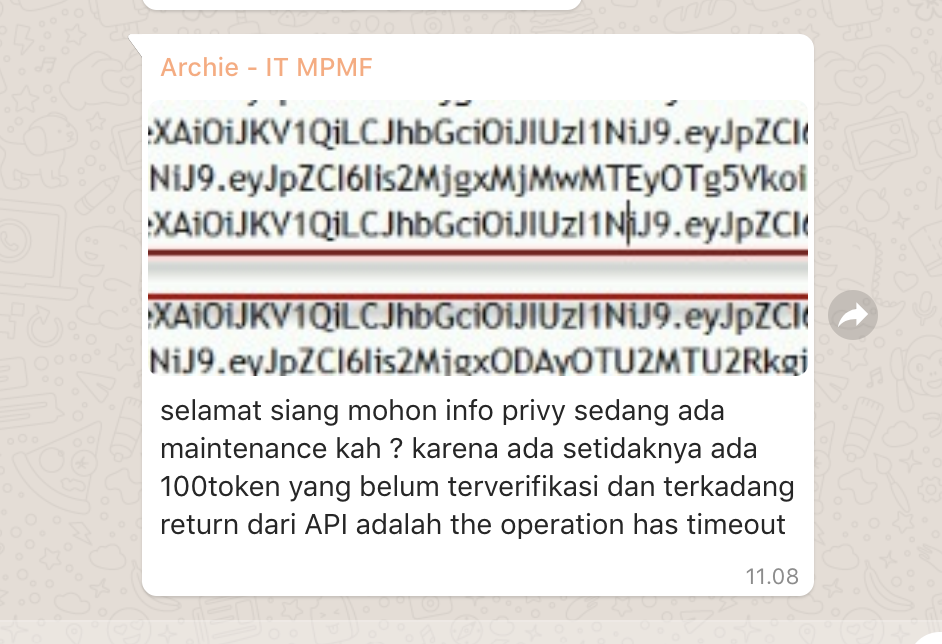 Archie - IT MPMF
XAiOiJKV1QiLCJhbGciOiJIUzI1NiJ9.eyJpZCI6
NiJ9.eyJpZCI6Iis2MjgxMjMwMTEyOTg5Vkoi
XAiOiJKV1QiLCJhbGciOiJIUzI1NiJ9.eyJpZCI6
XAiOiJKV1QiLCJhbGciOiJIUzI1NiJ9.eyJpZCI6
NiJ9.eyJpZCI6Iis2MjgxODAyOTU2MTU2Rkgi
selamat siang mohon info privy sedang ada
maintenance kah ? karena ada setidaknya ada
100token yang belum terverifikasi dan terkadang
return dari API adalah the operation has timeout
11.08